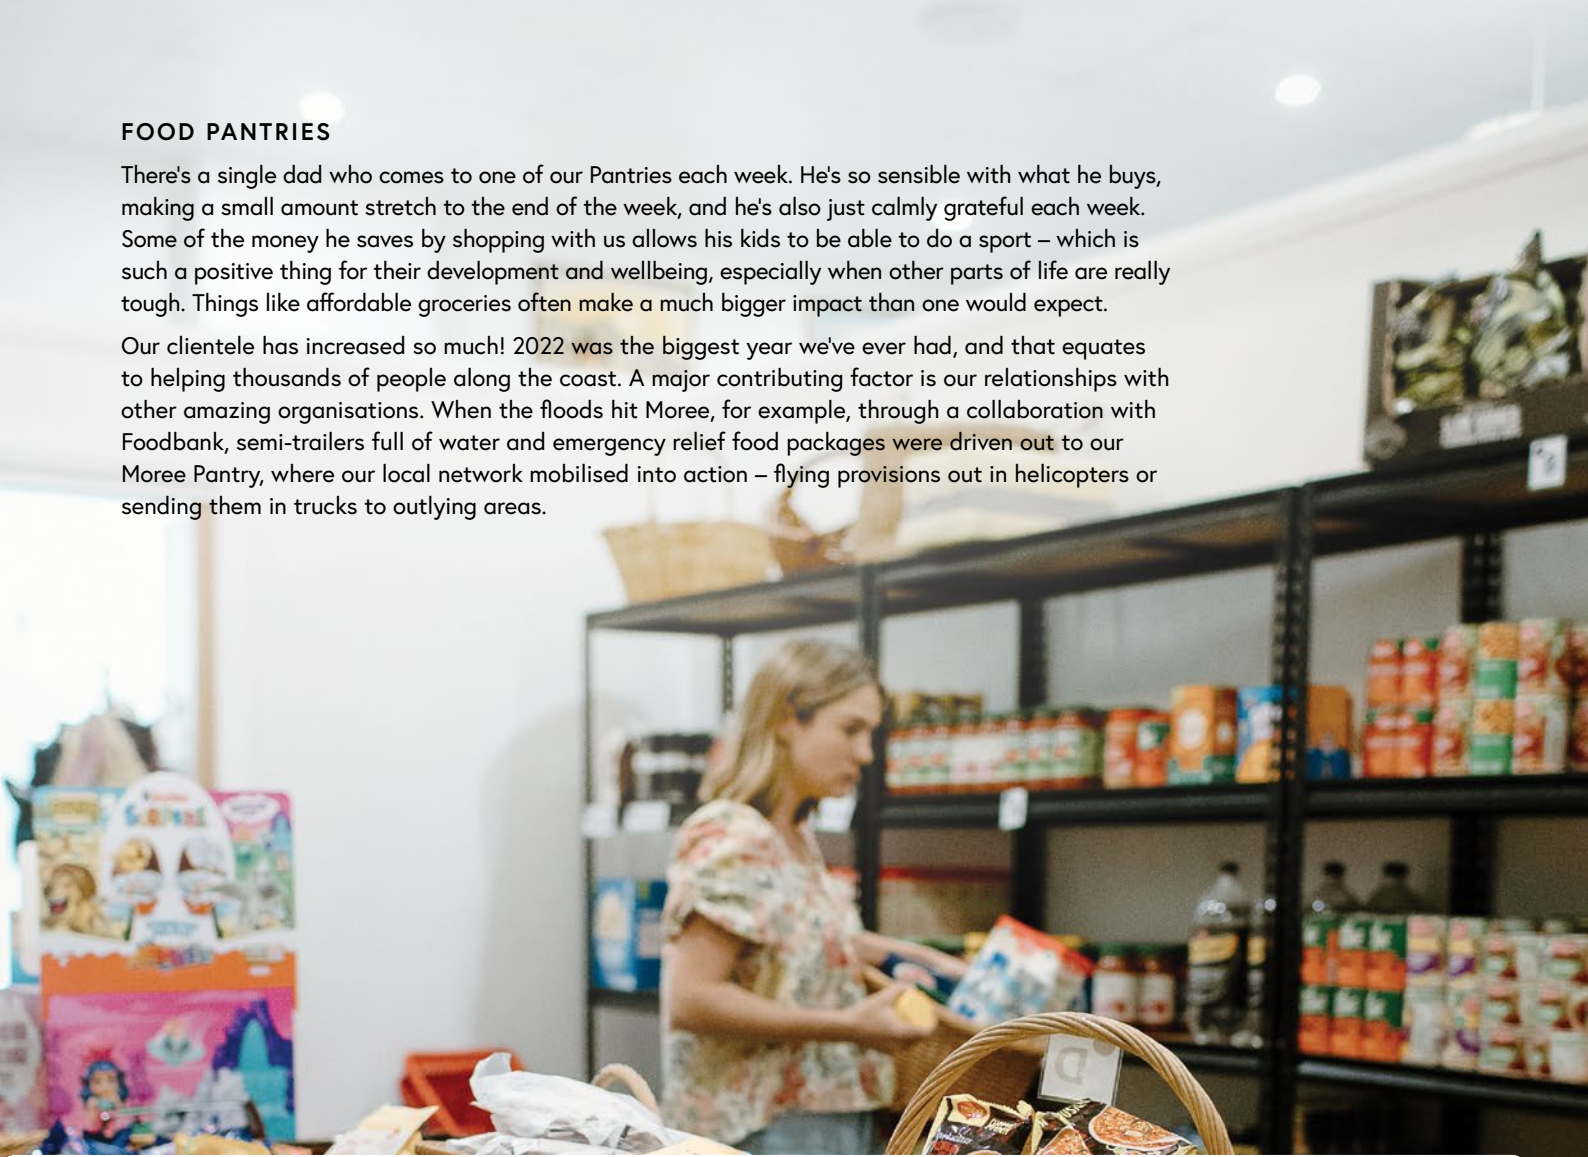 FOOD PANTRIES
There's a single dad who comes to one of our Pantries each week. He's so sensible with what he buys,
making a small amount stretch to the end of the week, and he's also just calmly grateful each week.
Some of the money he saves by shopping with us allows his kids to be able to do a sport – which is
such a positive thing for their development and wellbeing, especially when other parts of life are really
tough. Things like affordable groceries often make a much bigger impact than one would expect.
Our clientele has increased so much! 2022 was the biggest year we've ever had, and that equates
to helping thousands of people along the coast. A major contributing factor is our relationships with
other amazing organisations. When the floods hit Moree, for example, through a collaboration with
Foodbank, semi-trailers full of water and emergency relief food packages were driven out to our
Moree Pantry, where our local network mobilised into action – flying provisions out in helicopters or
sending them in trucks to outlying areas.